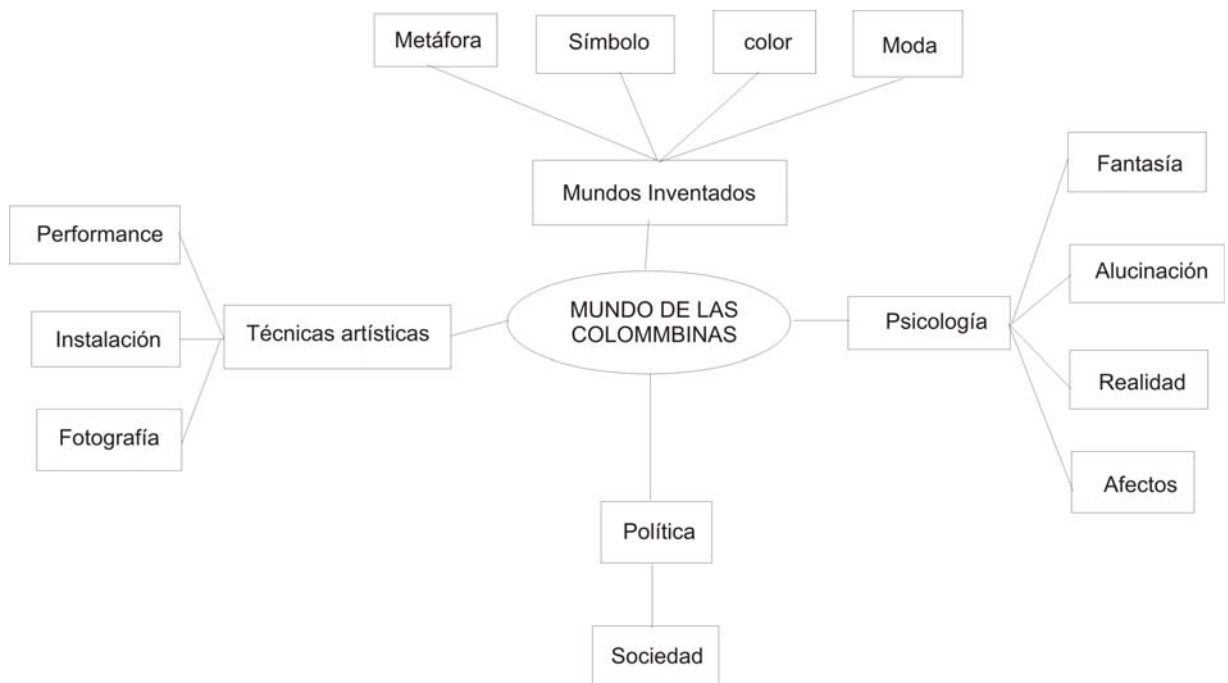 Metáfora
Símbolo
color
Moda
Mundos Inventados
Fantasía
Performance
Alucinación
MUNDO DE LAS
COLOMMBINAS
Psicología
Técnicas artísticas
Instalación
Realidad
Fotografía
Afectos
Política
Sociedad